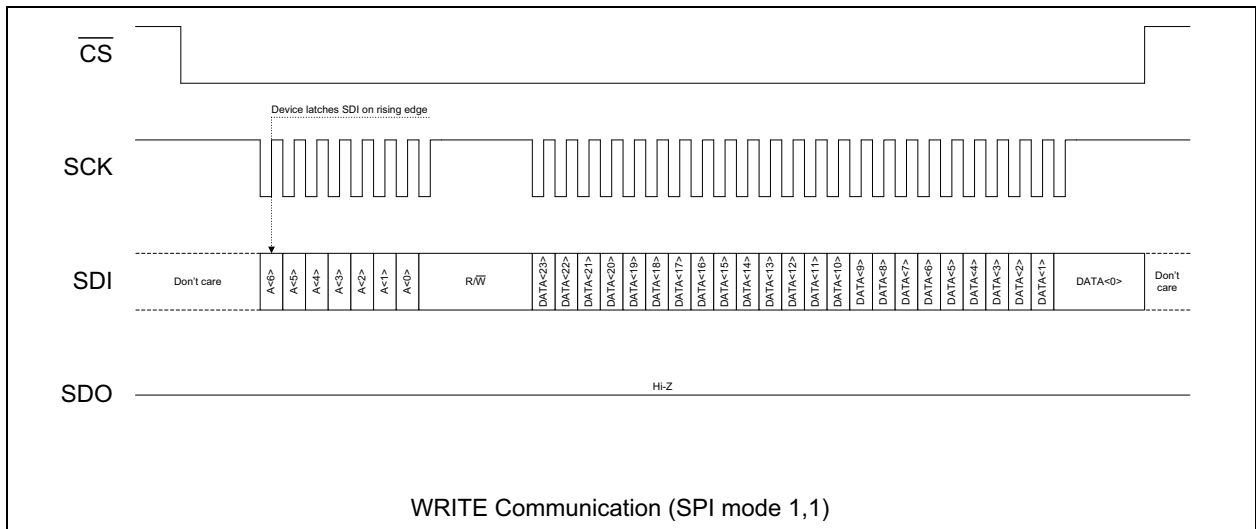 CS
Device latches SDI on rising edge
SCK
SDI
Don't care
A<6>
A<5>
A<4>
A<3>
A<2>
A<1>
A<0>
R/W
DATA<23>
DATA<22>
DATA<21>
DATA<20>
DATA<19>
DATA<18>
DATA<17>
DATA<16>
DATA<15>
DATA<14>
DATA<13>
DATA<12>
DATA<11>
DATA<10>
DATA<9>
DATA<8>
DATA<7>
DATA<6>
DATA<5>
DATA<4>
DATA<3>
DATA<2>
DATA<1>
DATA<0>
Don't
care
SDO
Hi-Z
WRITE Communication (SPI mode 1,1)